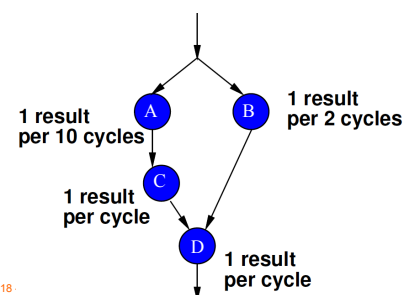 A
1 result
per 10 cycles
B
1 result
per 2 cycles
C
1 result
per cycle
D
1 result
per cycle
18